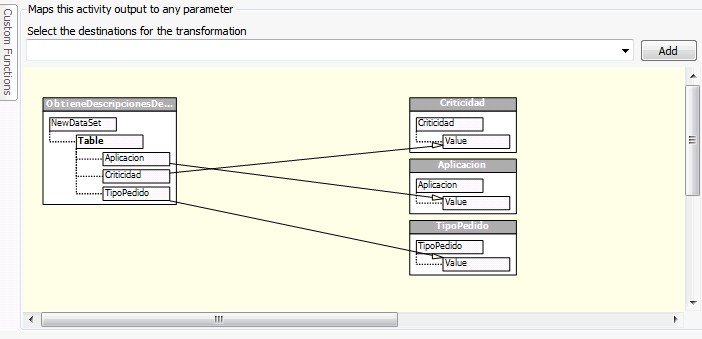 Maps this activity output to any parameter
Custom Functions
Select the destinations for the transformation
Add
ObtieneDescripcionesDe...
NewDataSet
Table
Aplicacion
Criticidad
TipoPedido
Criticidad
Criticidad
Value
Aplicacion
Aplicacion
Value
TipoPedido
TipoPedido
Value